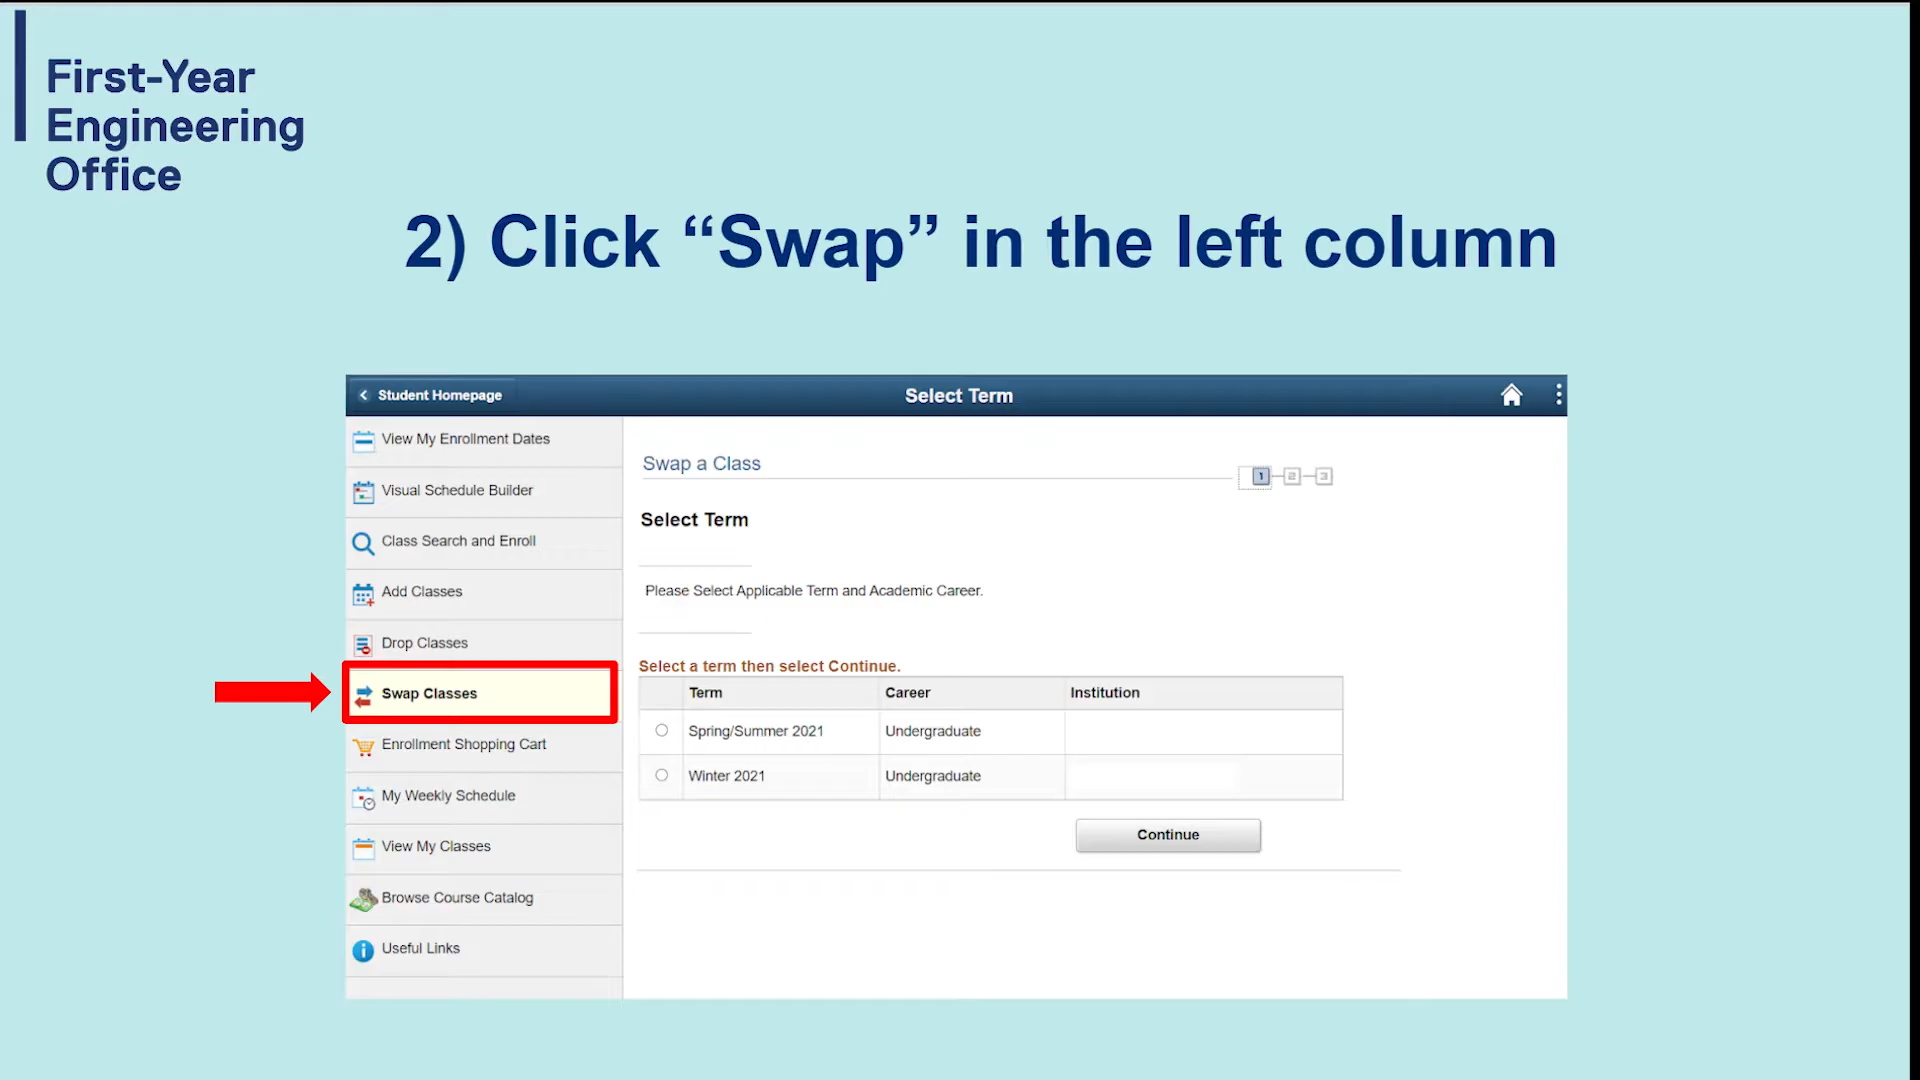 First-Year
Engineering
Office
2) Click “Swap” in the left column
Student Homepage
Select Term
View My Enrollment Dates
Visual Schedule Builder
Class Search and Enroll
Add Classes
Drop Classes
Swap Classes
Enrollment Shopping Cart
My Weekly Schedule
View My Classes
Browse Course Catalog
Useful Links
Swap a Class
1 2 3
Select Term
Please Select Applicable Term and Academic Career.
Select a term then select Continue.
Term Career Institution
Spring/Summer 2021 Undergraduate
Winter 2021 Undergraduate
Continue